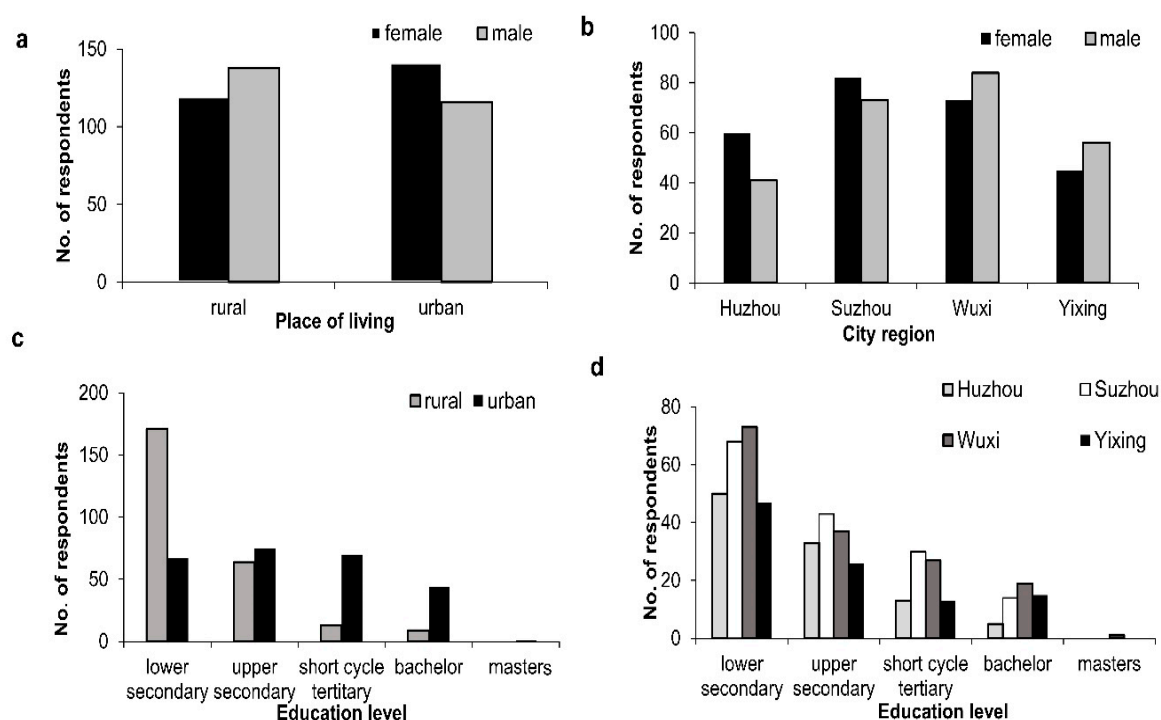 a
female male
No. of respondents
150
100
50
0
rural urban
Place of living
b
female male
No. of respondents
100
80
60
40
20
0
Huzhou Suzhou Wuxi Yixing
City region
c
rural urban
No. of respondents
200
150
100
50
0
lower upper short cycle bachelor masters
secondary secondary tertitary
Education level
d
Huzhou Suzhou
Wuxi Yixing
No. of respondents
80
60
40
20
0
lower upper short cycle bachelor masters
secondary secondary tertiary
Education level